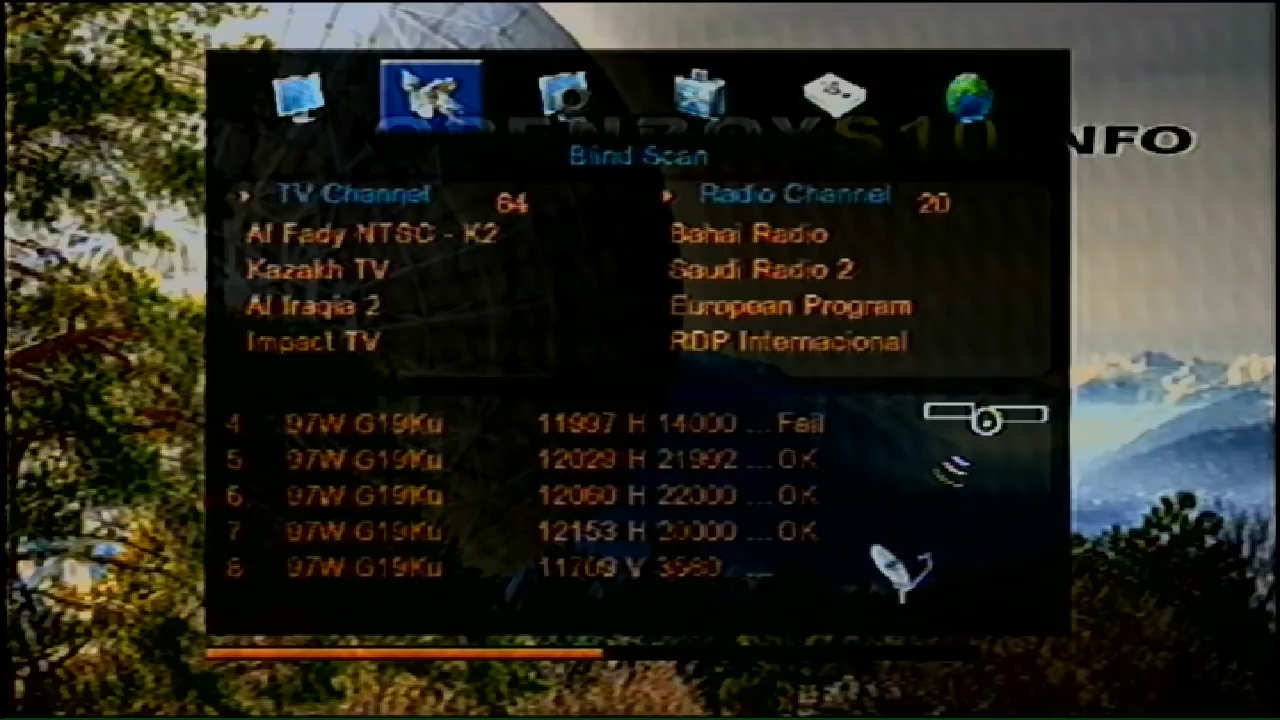 OPENBOXS10.INFO
Blind Scan
TV Channel 64
Radio Channel 20
Al Fady NTSC - K2
Bahai Radio
Kazakh TV
Saudi Radio 2
Al Iraqia 2
European Program
Impact TV
RDP Internacional
4 97W G19Ku 11997 H 14000 ... Fail
5 97W G19Ku 12029 H 21992 ... OK
6 97W G19Ku 12060 H 22000 ... OK
7 97W G19Ku 12153 H 20000 ... OK
8 97W G19Ku 11709 V 3560 ...